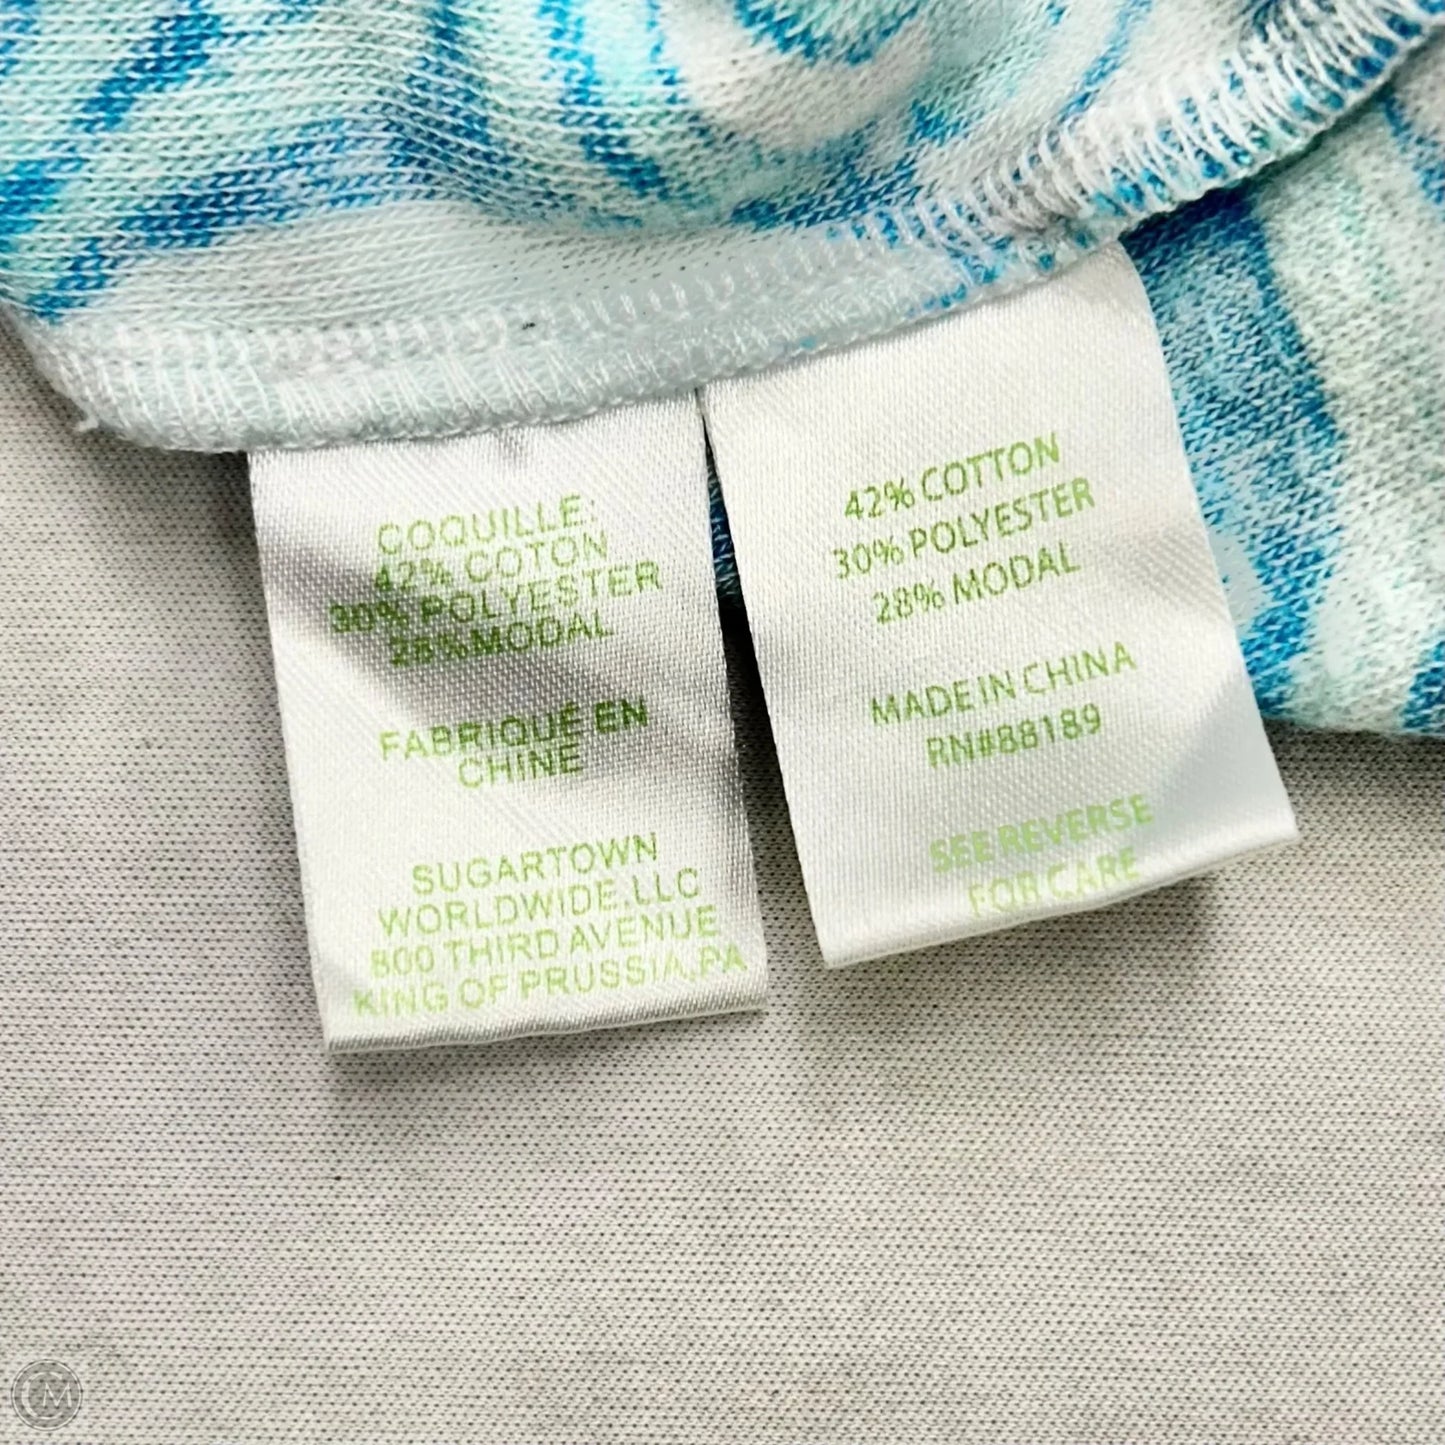 COQUILLE:
42% COTON
30% POLYESTER
28%MODAL
FABRIQUÉ EN
CHINE
SUGARTOWN
WORLDWIDE,LLC
800 THIRD AVENUE
KING OF PRUSSIA,PA
42% COTTON
30% POLYESTER
28% MODAL
MADE IN CHINA
RN#88189
SEE REVERSE
FOR CARE
CM